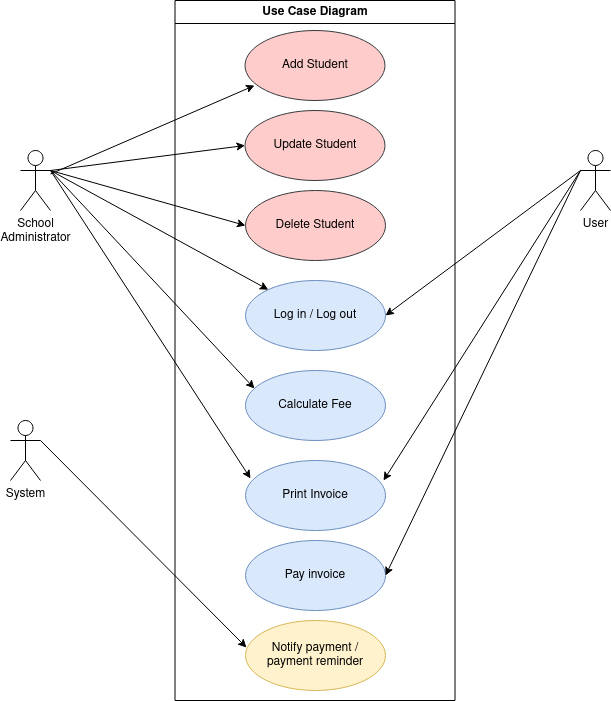 Use Case Diagram
Add Student
Update Student
Delete Student
School
Administrator
User
Log in / Log out
Calculate Fee
System
Print Invoice
Pay invoice
Notify payment /
payment reminder